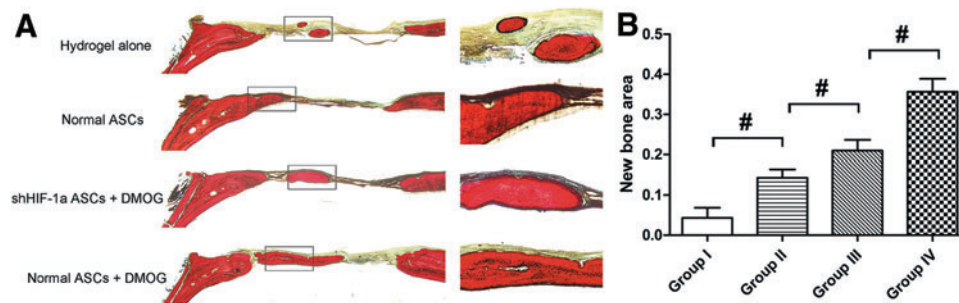 A
Hydrogel alone
Normal ASCs
shHIF-1a ASCs + DMOG
Normal ASCs + DMOG
B
New bone area
0.5
0.4
0.3
0.2
0.1
0.0
#
#
#
Group I
Group II
Group III
Group IV